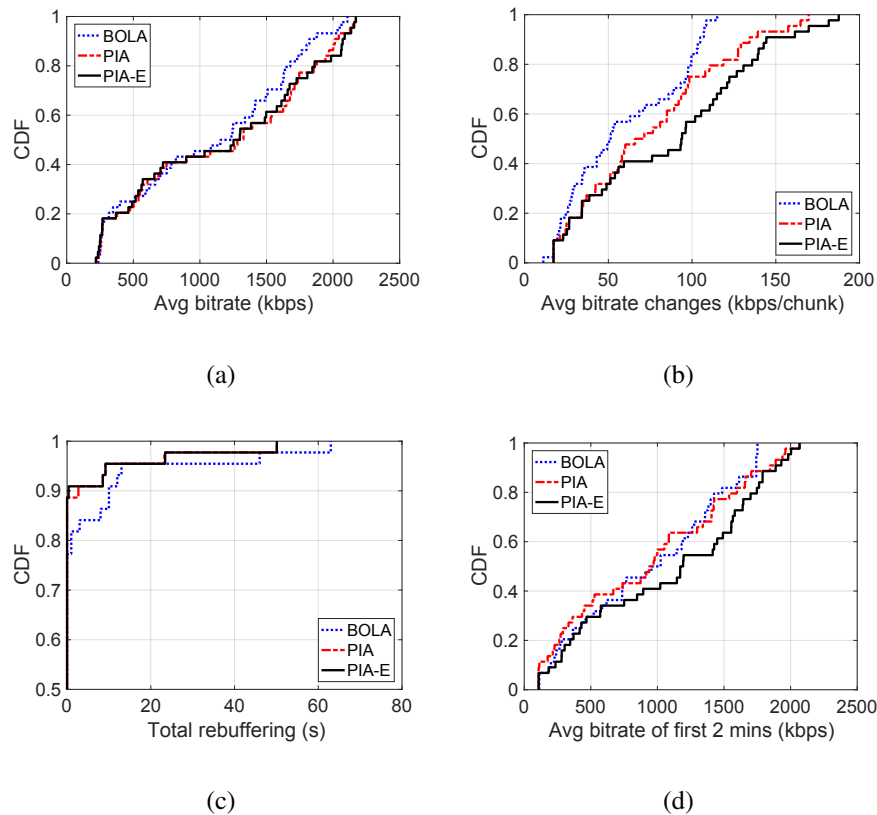 1
0.8
0.6
0.4
0.2
0
CDF
BOLA
PIA
PIA-E
0 500 1000 1500 2000 2500
Avg bitrate (kbps)
(a)
1
0.8
0.6
0.4
0.2
0
CDF
BOLA
PIA
PIA-E
0 50 100 150 200
Avg bitrate changes (kbps/chunk)
(b)
1
0.9
0.8
0.7
0.6
0.5
CDF
BOLA
PIA
PIA-E
0 20 40 60 80
Total rebuffering (s)
(c)
1
0.8
0.6
0.4
0.2
0
CDF
BOLA
PIA
PIA-E
0 500 1000 1500 2000 2500
Avg bitrate of first 2 mins (kbps)
(d)